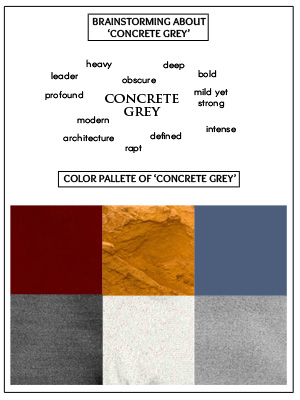 BRAINSTORMING ABOUT
'CONCRETE GREY'
heavy
deep
leader
obscure
bold
profound
CONCRETE
GREY
mild yet
strong
modern
intense
architecture
defined
rapt
COLOR PALLETE OF 'CONCRETE GREY'